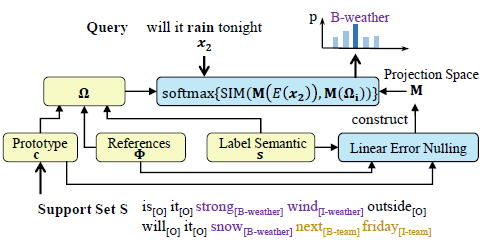 p B-weather
Query will it rain tonight
x₂
Ω
softmax{SIM(M(E(x₂)), M(Ωᵢ))}
Projection Space
M
construct
Prototype
c
References
Φ
Label Semantic
s
Linear Error Nulling
Support Set S is[O] it[O] strong[B-weather] wind[I-weather] outside[O]
will[O] it[O] snow[B-weather] next[B-team] friday[I-team]